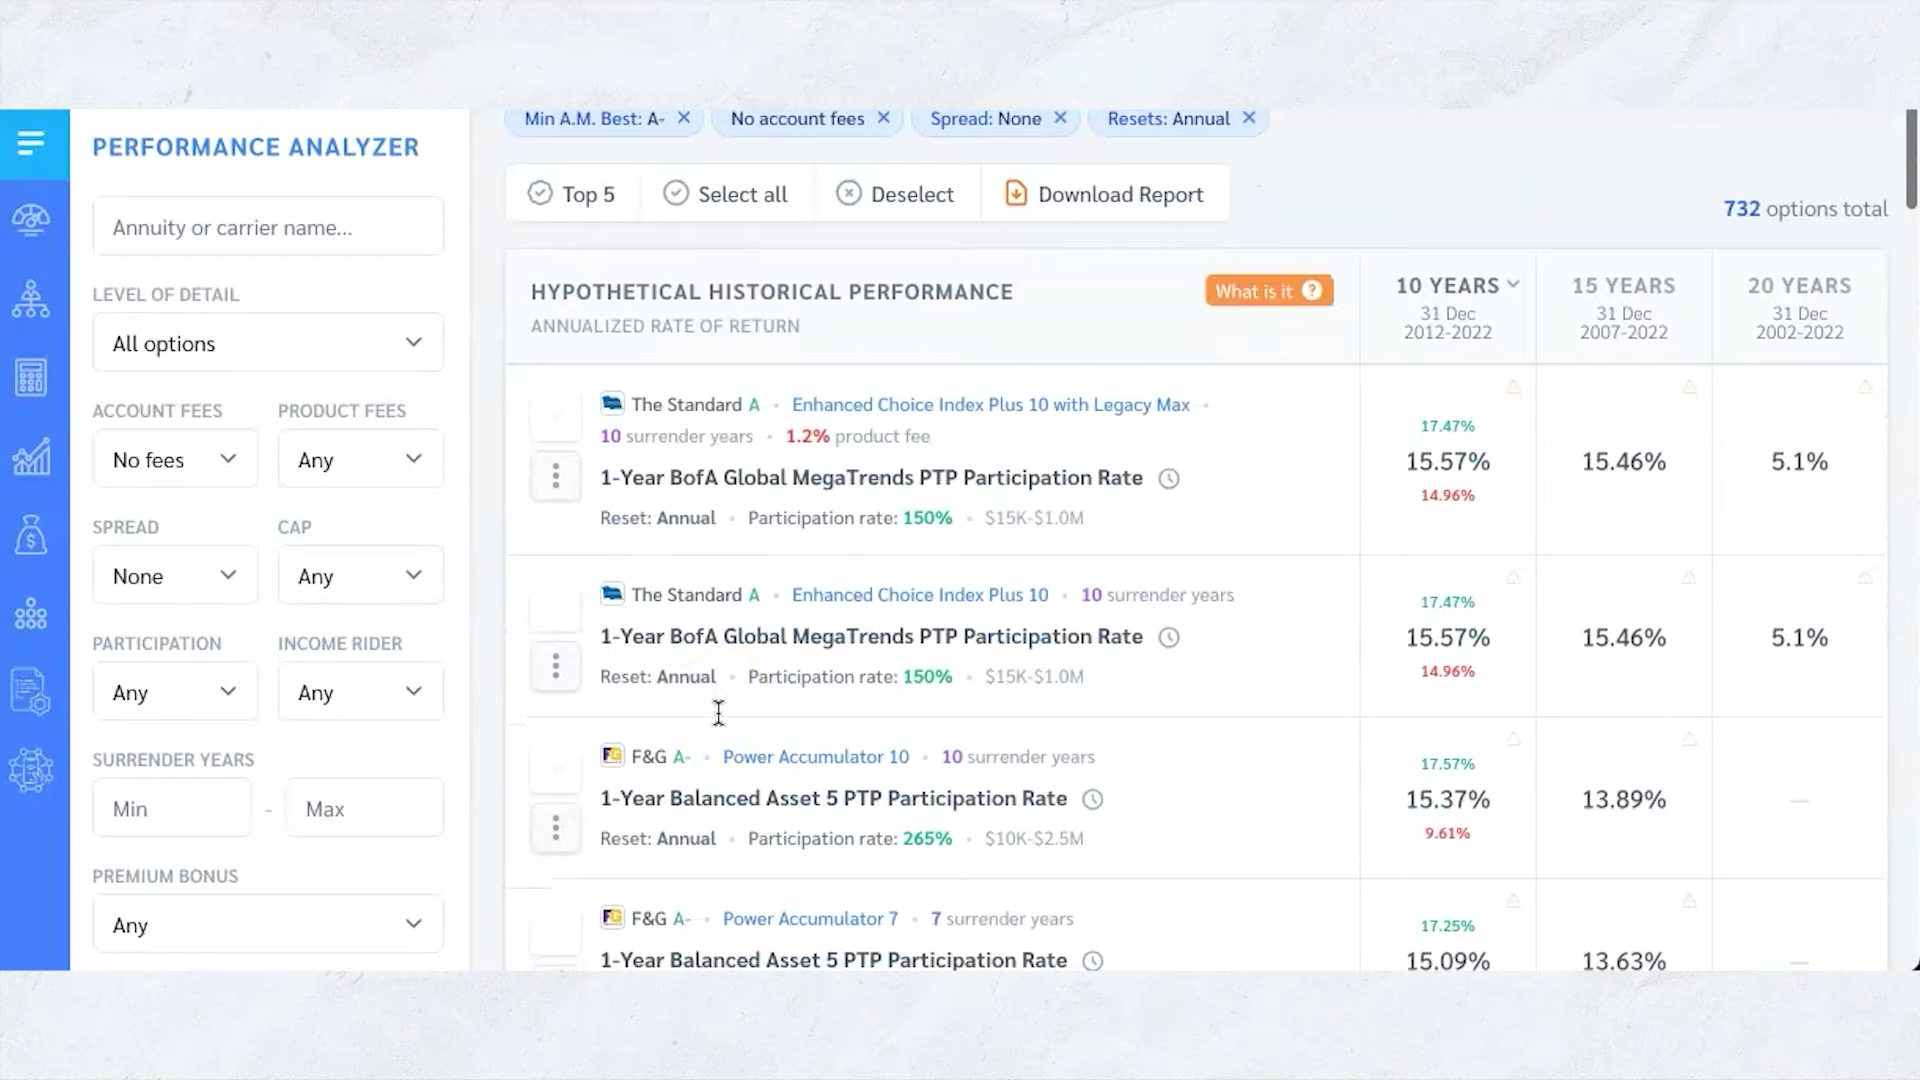 Min A.M. Best: A- ✕ No account fees ✕ Spread: None ✕ Resets: Annual ✕
PERFORMANCE ANALYZER
Annuity or carrier name...
LEVEL OF DETAIL
All options
ACCOUNT FEES PRODUCT FEES
No fees Any
SPREAD CAP
None Any
PARTICIPATION INCOME RIDER
Any Any
SURRENDER YEARS
Min - Max
PREMIUM BONUS
Any
Top 5 Select all Deselect Download Report
732 options total
HYPOTHETICAL HISTORICAL PERFORMANCE
ANNUALIZED RATE OF RETURN
What is it ?
10 YEARS
31 Dec
2012-2022
15 YEARS
31 Dec
2007-2022
20 YEARS
31 Dec
2002-2022
The Standard A • Enhanced Choice Index Plus 10 with Legacy Max •
10 surrender years • 1.2% product fee
1-Year BofA Global MegaTrends PTP Participation Rate
Reset: Annual • Participation rate: 150% • $15K-$1.0M
17.47%
15.57% 15.46% 5.1%
14.96%
The Standard A • Enhanced Choice Index Plus 10 • 10 surrender years
1-Year BofA Global MegaTrends PTP Participation Rate
Reset: Annual • Participation rate: 150% • $15K-$1.0M
17.47%
15.57% 15.46% 5.1%
14.96%
FG F&G A- • Power Accumulator 10 • 10 surrender years
1-Year Balanced Asset 5 PTP Participation Rate
Reset: Annual • Participation rate: 265% • $10K-$2.5M
17.57%
15.37% 13.89% —
9.61%
FG F&G A- • Power Accumulator 7 • 7 surrender years
1-Year Balanced Asset 5 PTP Participation Rate
17.25%
15.09% 13.63% —